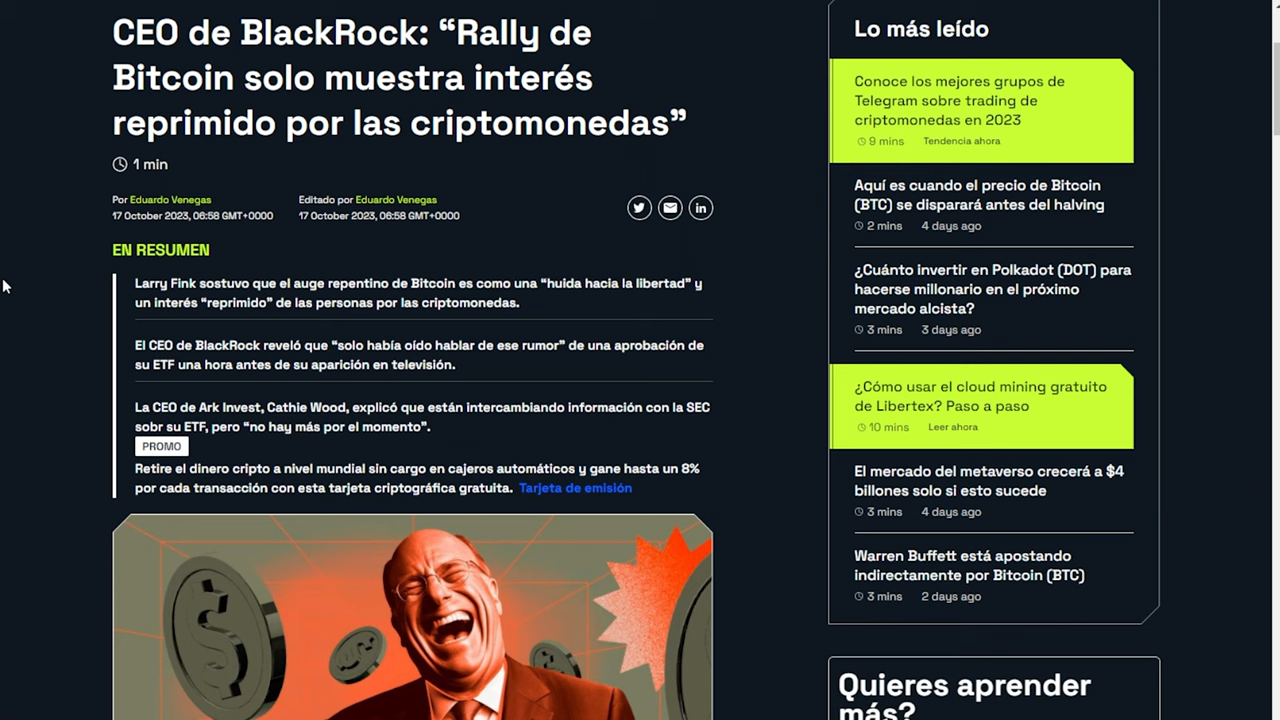 CEO de BlackRock: “Rally de
Bitcoin solo muestra interés
reprimido por las criptomonedas”
1 min
Por Eduardo Venegas
17 October 2023, 06:58 GMT+0000
Editado por Eduardo Venegas
17 October 2023, 06:58 GMT+0000
EN RESUMEN
Larry Fink sostuvo que el auge repentino de Bitcoin es como una “huida hacia la libertad” y
un interés “reprimido” de las personas por las criptomonedas.
El CEO de BlackRock reveló que “solo había oído hablar de ese rumor” de una aprobación de
su ETF una hora antes de su aparición en televisión.
La CEO de Ark Invest, Cathie Wood, explicó que están intercambiando información con la SEC
sobr su ETF, pero “no hay más por el momento”.
PROMO
Retire el dinero cripto a nivel mundial sin cargo en cajeros automáticos y gane hasta un 8%
por cada transacción con esta tarjeta criptográfica gratuita. Tarjeta de emisión
Lo más leído
Conoce los mejores grupos de
Telegram sobre trading de
criptomonedas en 2023
9 mins Tendencia ahora
Aquí es cuando el precio de Bitcoin
(BTC) se disparará antes del halving
2 mins 4 days ago
¿Cuánto invertir en Polkadot (DOT) para
hacerse millonario en el próximo
mercado alcista?
3 mins 3 days ago
¿Cómo usar el cloud mining gratuito
de Libertex? Paso a paso
10 mins Leer ahora
El mercado del metaverso crecerá a $4
billones solo si esto sucede
3 mins 4 days ago
Warren Buffett está apostando
indirectamente por Bitcoin (BTC)
3 mins 2 days ago
Quieres aprender
más?